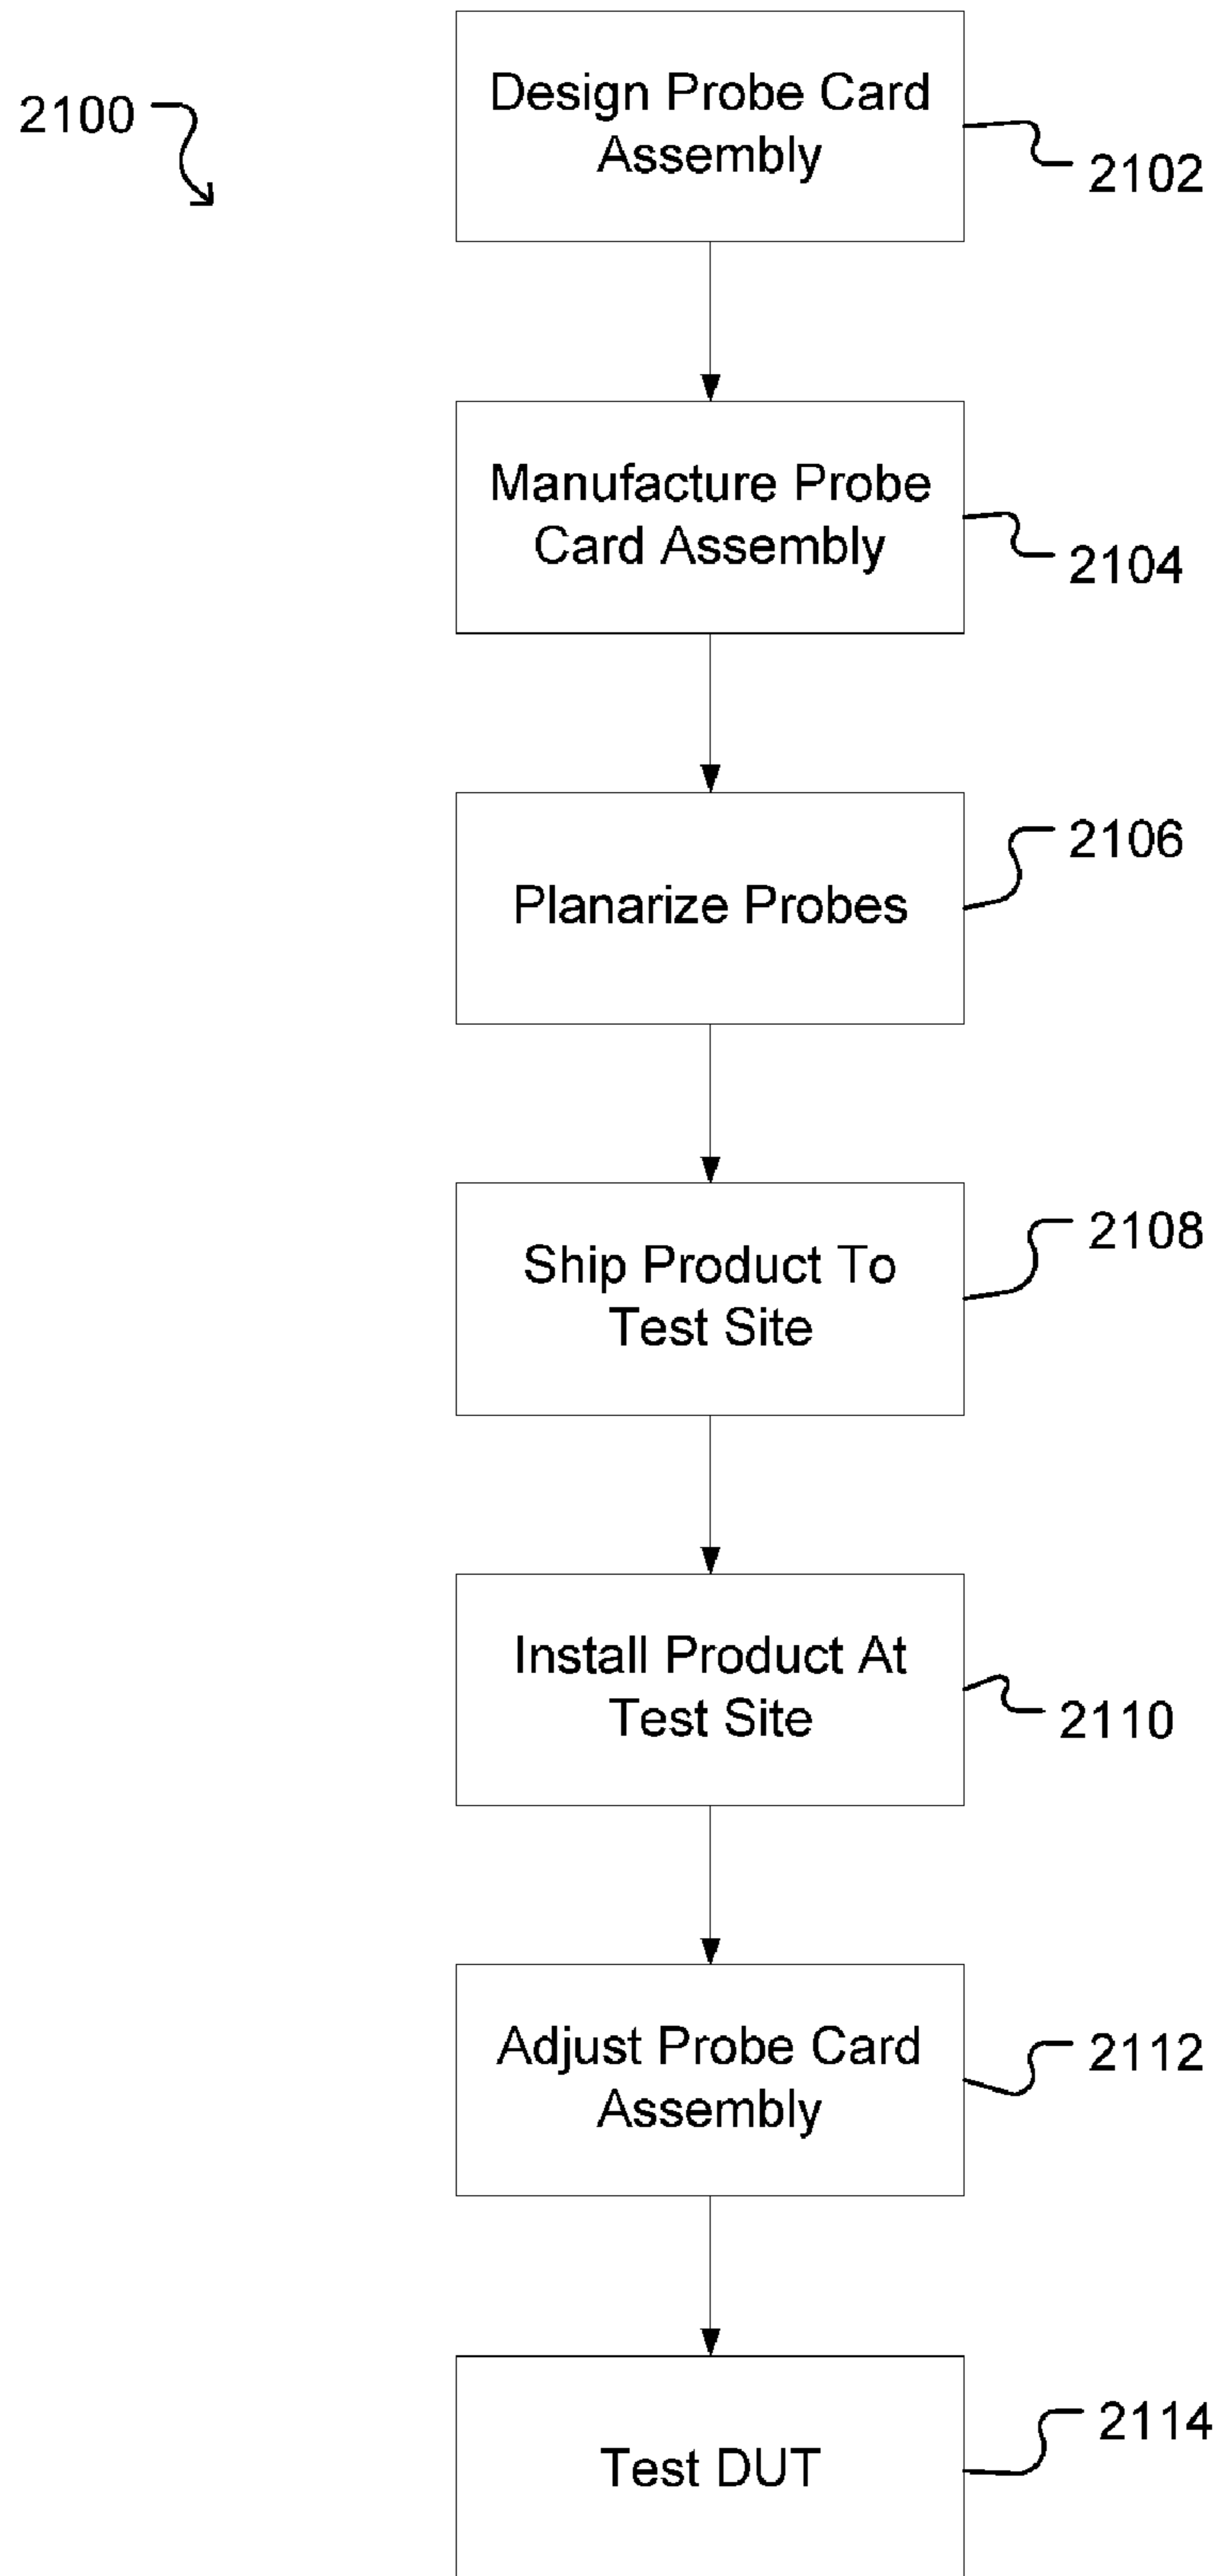 2100
Design Probe Card
Assembly
2102
Manufacture Probe
Card Assembly
2104
Planarize Probes
2106
Ship Product To
Test Site
2108
Install Product At
Test Site
2110
Adjust Probe Card
Assembly
2112
Test DUT
2114